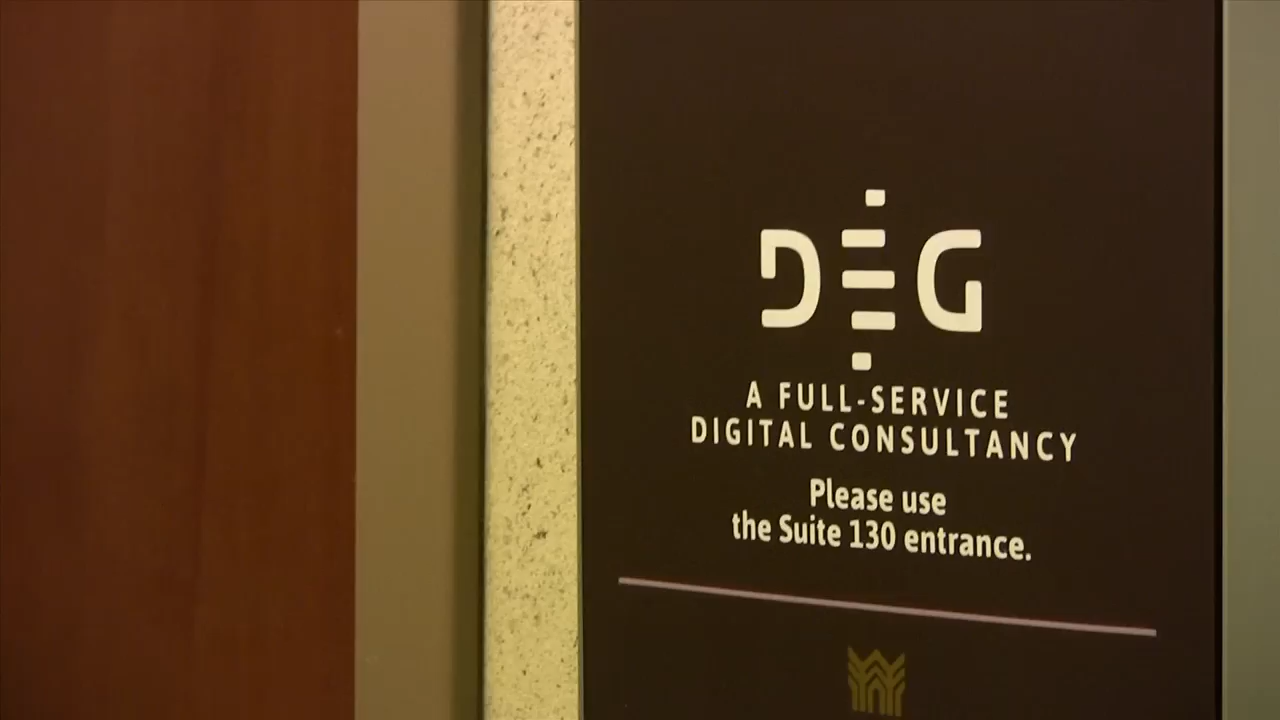 DEG
A FULL-SERVICE
DIGITAL CONSULTANCY
Please use
the Suite 130 entrance.